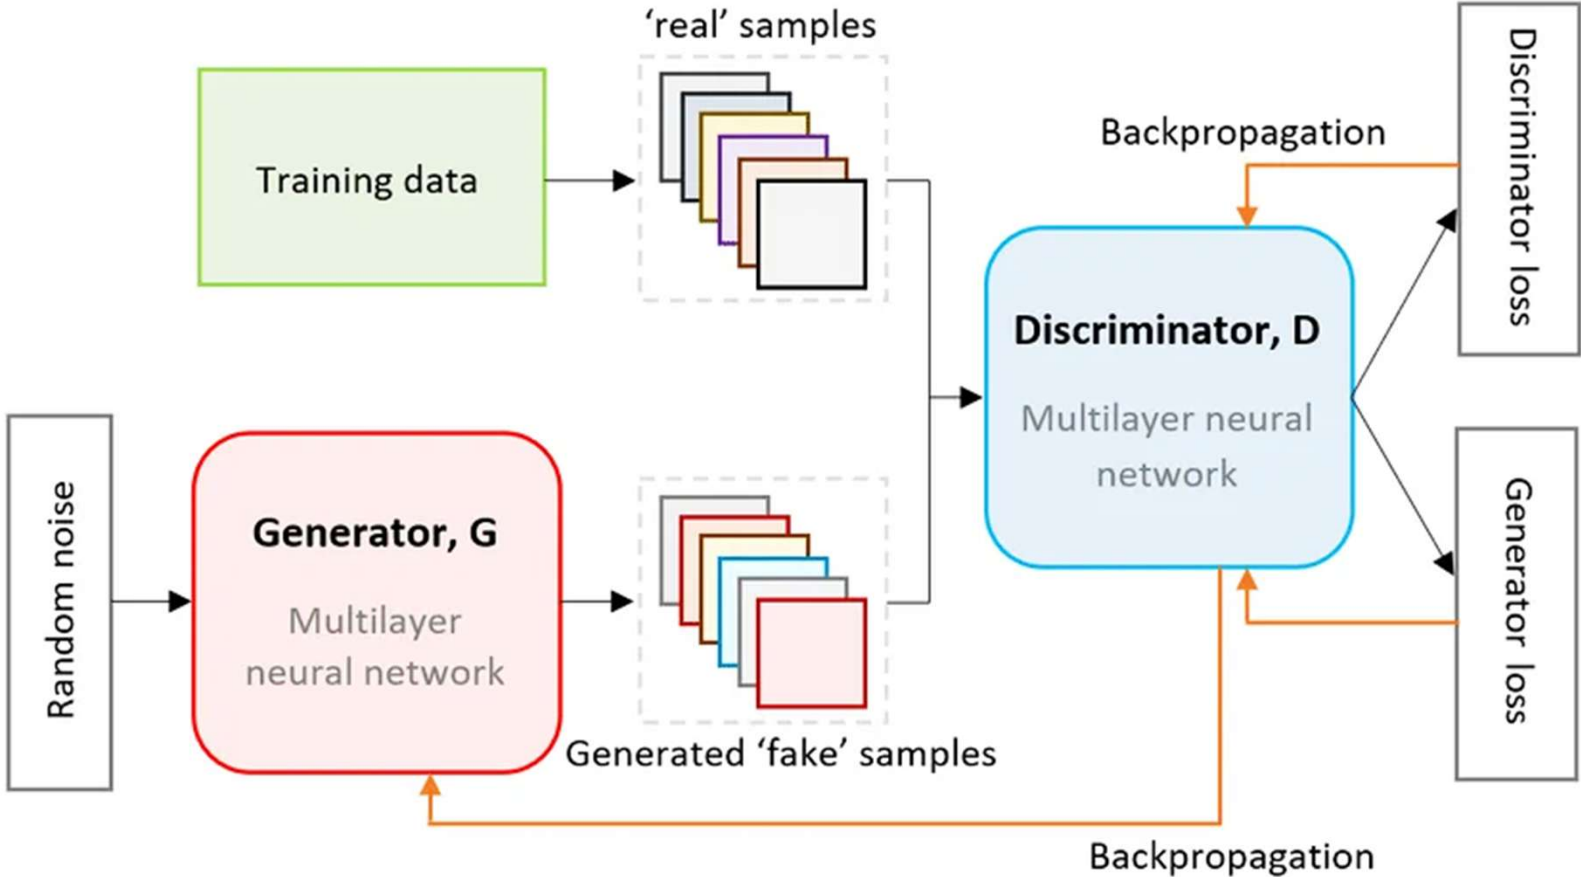 ‘real’ samples
Training data
Backpropagation
Discriminator loss
Discriminator, D
Multilayer neural
network
Random noise
Generator, G
Multilayer
neural network
Generated ‘fake’ samples
Generator loss
Backpropagation